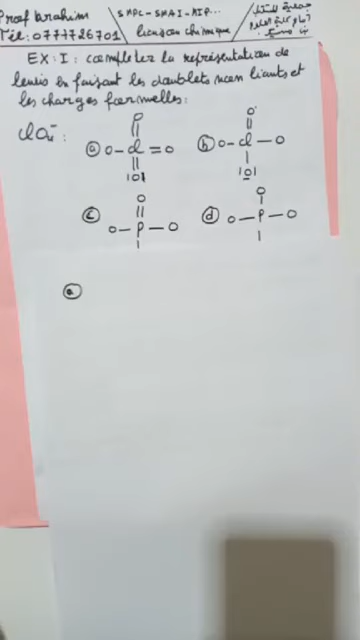 Prof brahim
Tél: 0777726701
SMPC-SMAI-MIP...
liaison chimique
EX: I: compléter la représentation de
lewis en faisant les doublets non liants et
les charges formelles:
ClO₄⁻:
ⓐ O-Cl=O
O
||
||
|O|
ⓑ O-Cl-O
O
||
|
|O|
ⓒ O-P-O
O
||
|
ⓓ O-P-O
O
|
|
ⓐ